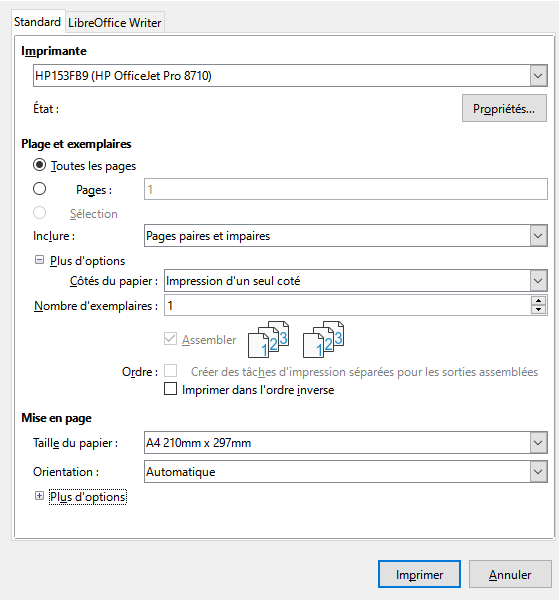 Standard LibreOffice Writer
Imprimante
HP153FB9 (HP OfficeJet Pro 8710)
État : Propriétés...
Plage et exemplaires
Toutes les pages
Pages : 1
Sélection
Inclure : Pages paires et impaires
Plus d'options
Côtés du papier : Impression d'un seul coté
Nombre d'exemplaires : 1
Assembler 1 2 3 1 2 3
Ordre : Créer des tâches d'impression séparées pour les sorties assemblées
Imprimer dans l'ordre inverse
Mise en page
Taille du papier : A4 210mm x 297mm
Orientation : Automatique
Plus d'options
Imprimer Annuler